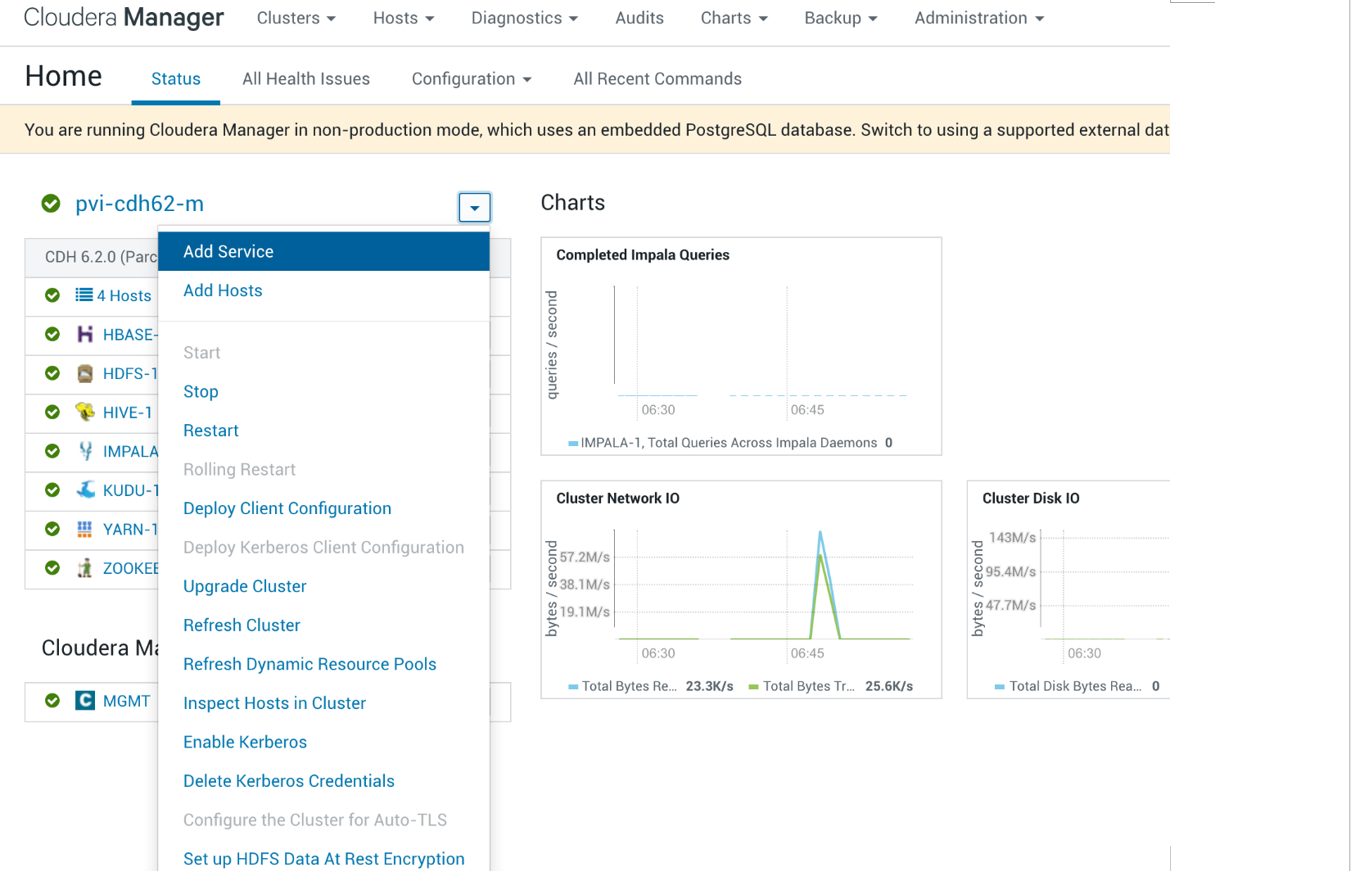 Cloudera Manager Clusters Hosts Diagnostics Audits Charts Backup Administration
Home Status All Health Issues Configuration All Recent Commands
You are running Cloudera Manager in non-production mode, which uses an embedded PostgreSQL database. Switch to using a supported external dat
pvi-cdh62-m
CDH 6.2.0 (Parc
4 Hosts
HBASE-
HDFS-1
HIVE-1
IMPALA
KUDU-1
YARN-1
ZOOKEE
Cloudera Ma
C MGMT
Add Service
Add Hosts
Start
Stop
Restart
Rolling Restart
Deploy Client Configuration
Deploy Kerberos Client Configuration
Upgrade Cluster
Refresh Cluster
Refresh Dynamic Resource Pools
Inspect Hosts in Cluster
Enable Kerberos
Delete Kerberos Credentials
Configure the Cluster for Auto-TLS
Set up HDFS Data At Rest Encryption
Charts
Completed Impala Queries
queries / second
06:30 06:45
IMPALA-1, Total Queries Across Impala Daemons 0
Cluster Network IO
bytes / second
57.2M/s
38.1M/s
19.1M/s
06:30 06:45
Total Bytes Re... 23.3K/s Total Bytes Tr... 25.6K/s
Cluster Disk IO
bytes / second
143M/s
95.4M/s
47.7M/s
06:30
Total Disk Bytes Rea... 0